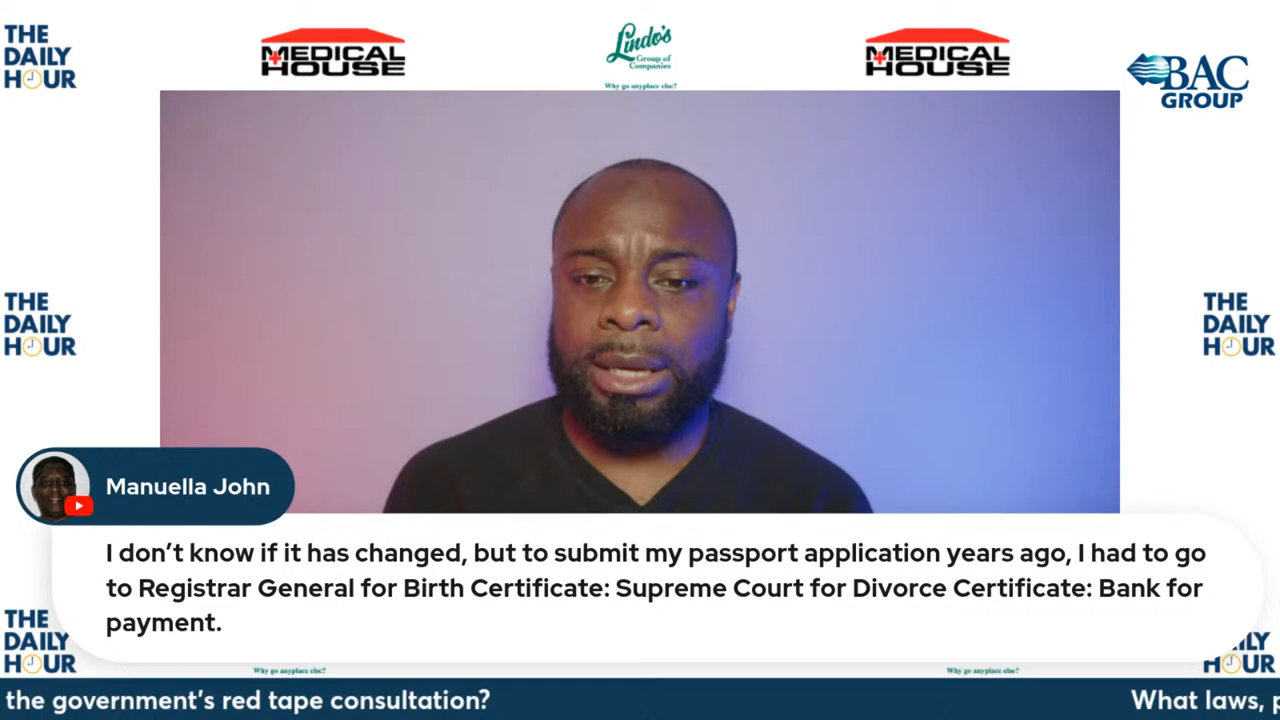 THE
DAILY
HOUR
MEDICAL
HOUSE
Lindo's
Group of
Companies
Why go anyplace else?
MEDICAL
HOUSE
BAC
GROUP
THE
DAILY
HOUR
THE
DAILY
HOUR
Manuella John
I don't know if it has changed, but to submit my passport application years ago, I had to go
to Registrar General for Birth Certificate: Supreme Court for Divorce Certificate: Bank for
payment.
THE
DAILY
HOUR
Why go anyplace else?
Why go anyplace else?
HOUR
the government's red tape consultation?
What laws,